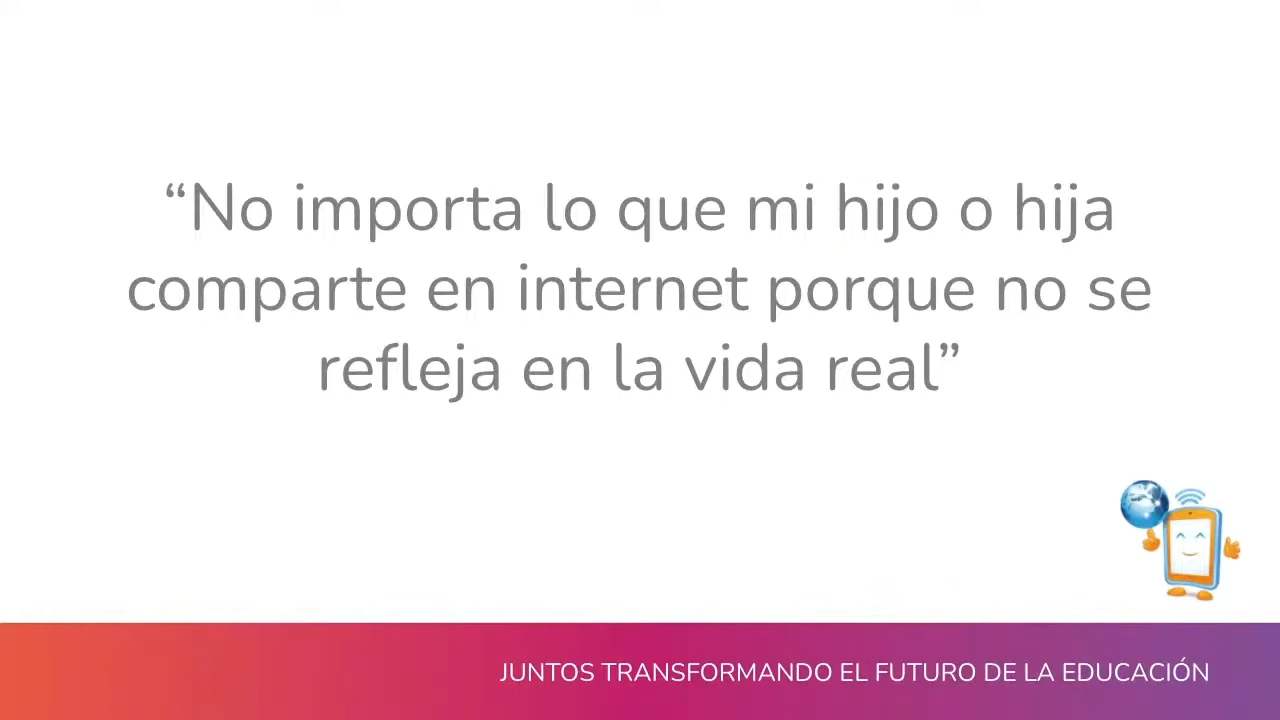 “No importa lo que mi hijo o hija
comparte en internet porque no se
refleja en la vida real”
JUNTOS TRANSFORMANDO EL FUTURO DE LA EDUCACIÓN